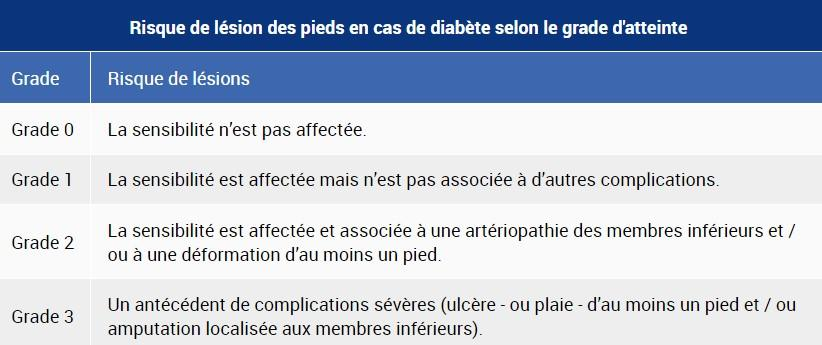 Risque de lésion des pieds en cas de diabète selon le grade d'atteinte
Grade Risque de lésions
Grade 0 La sensibilité n’est pas affectée.
Grade 1 La sensibilité est affectée mais n’est pas associée à d’autres complications.
Grade 2 La sensibilité est affectée et associée à une artériopathie des membres inférieurs et /
ou à une déformation d’au moins un pied.
Grade 3 Un antécédent de complications sévères (ulcère - ou plaie - d’au moins un pied et / ou
amputation localisée aux membres inférieurs).